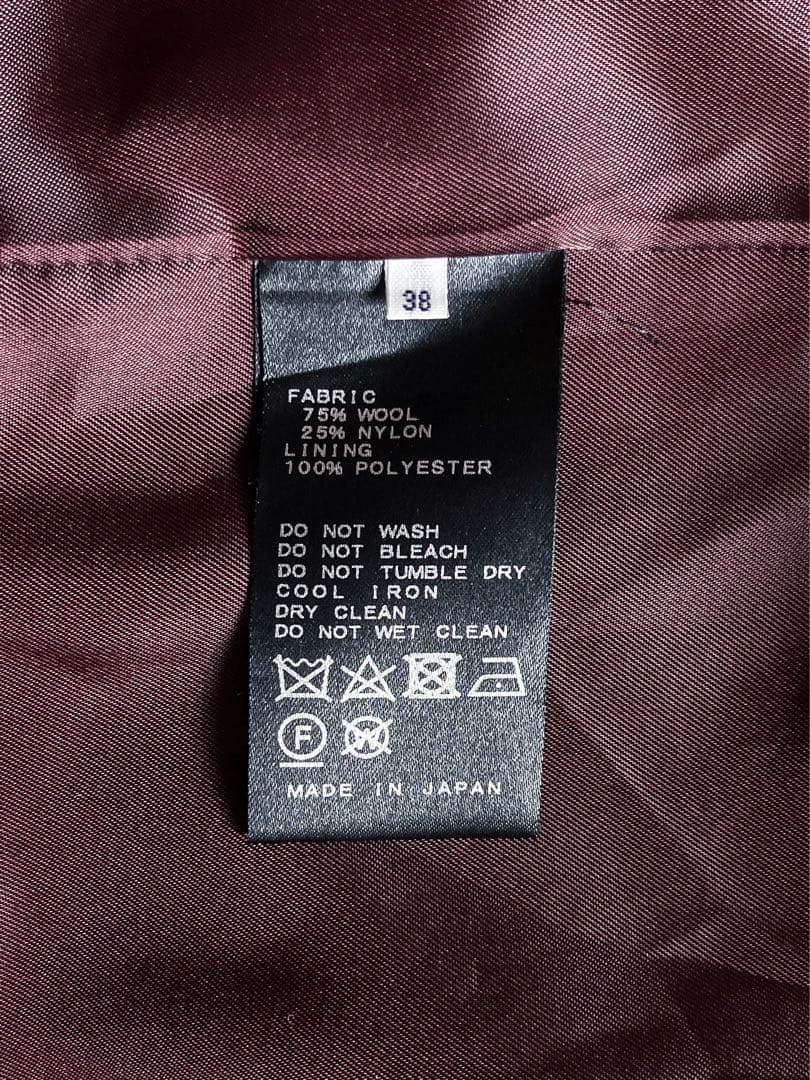 38
FABRIC
75% WOOL
25% NYLON
LINING
100% POLYESTER
DO NOT WASH
DO NOT BLEACH
DO NOT TUMBLE DRY
COOL IRON
DRY CLEAN
DO NOT WET CLEAN
F W
MADE IN JAPAN